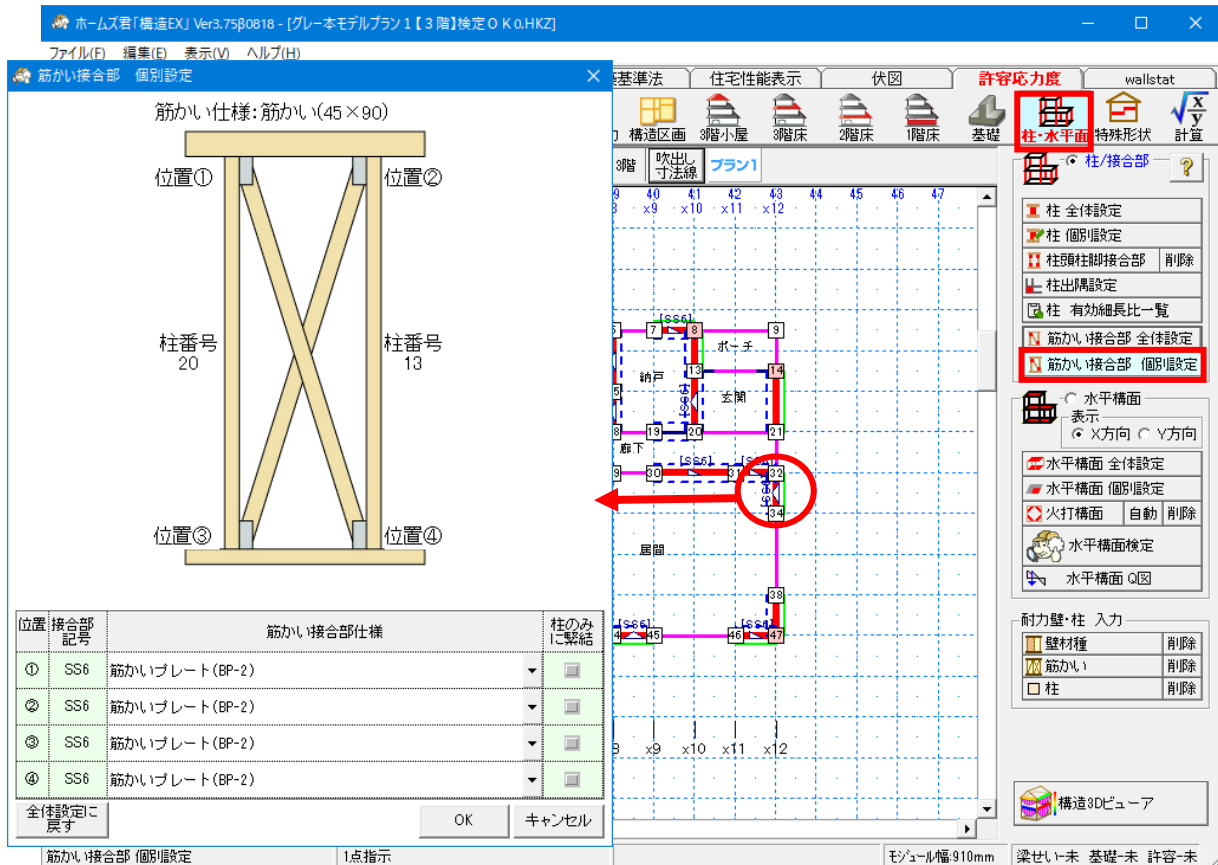 ホームズ君「構造EX」 Ver3.75β0818 - [グレー本モデルプラン1【3階】検定OK0.HKZ]
ファイル(F) 編集(E) 表示(V) ヘルプ(H)
筋かい接合部 個別設定
基準法 住宅性能表示 伏図 許容応力度 wallstat
構造区画 3階小屋 3階床 2階床 1階床 基礎 柱・水平面 特殊形状 計算
3階 吹出し寸法線 プラン1
筋かい仕様:筋かい(45×90)
位置① 位置②
柱番号 20
柱番号 13
位置③ 位置④
位置 接合部記号 筋かい接合部仕様 柱のみに緊結
① SS6 筋かいプレート(BP-2)
② SS6 筋かいプレート(BP-2)
③ SS6 筋かいプレート(BP-2)
④ SS6 筋かいプレート(BP-2)
全体設定に戻す OK キャンセル
40 41 42 43 44 45 46 47
x9 x10 x11 x12
[SS6]
7 8 9
ポーチ
納戸 13 14
玄関
19 20 21
廊下
[SS6]
30 31 32
34
居間
38
[SS6] [SS6]
45 46 47
x9 x10 x11 x12
柱/接合部
柱 全体設定
柱 個別設定
柱頭柱脚接合部 削除
柱出隅設定
柱 有効細長比一覧
筋かい接合部 全体設定
筋かい接合部 個別設定
水平構面
表示
X方向 Y方向
水平構面 全体設定
水平構面 個別設定
火打構面 自動 削除
水平構面検定
水平構面 Q図
耐力壁・柱 入力
壁材種 削除
筋かい 削除
柱 削除
構造3Dビューア
筋かい接合部 個別設定 1点指示 モジュール幅:910mm 梁せい-未 基礎-未 許容-未